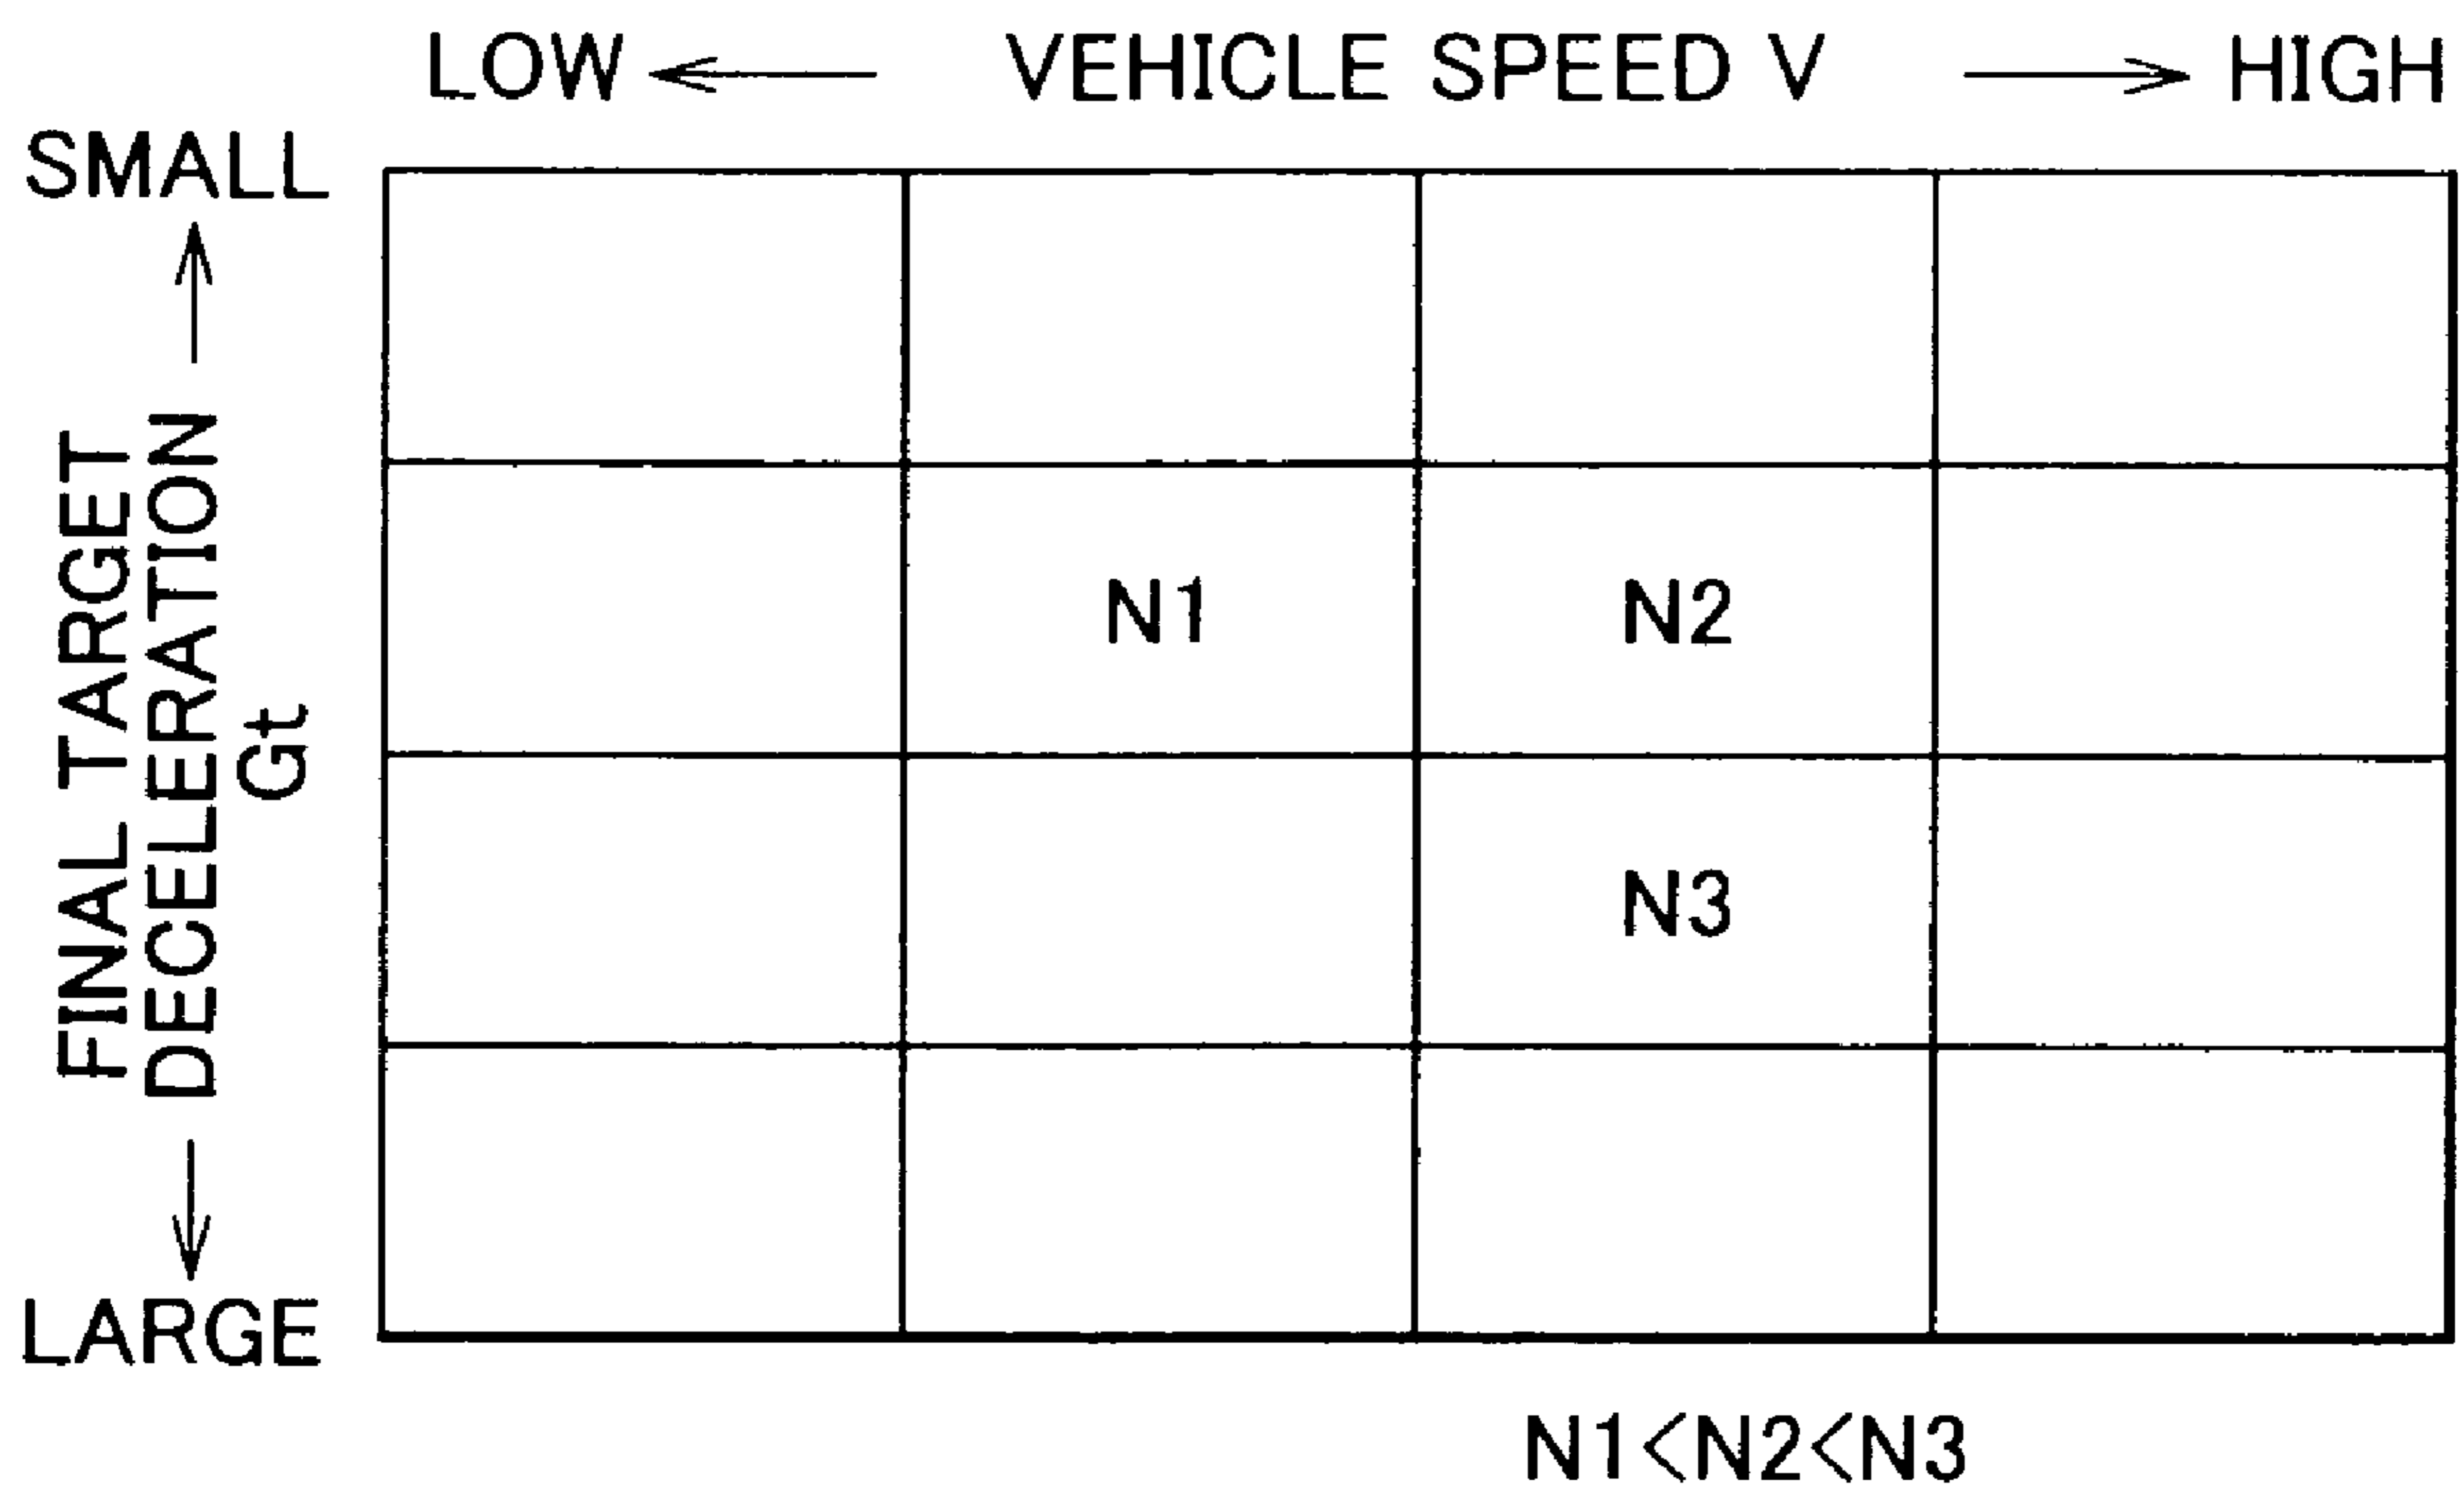 LOW ← VEHICLE SPEED V → HIGH
SMALL
FINAL TARGET
DECELERATION
Gt
LARGE
N1 N2
N3
N1<N2<N3